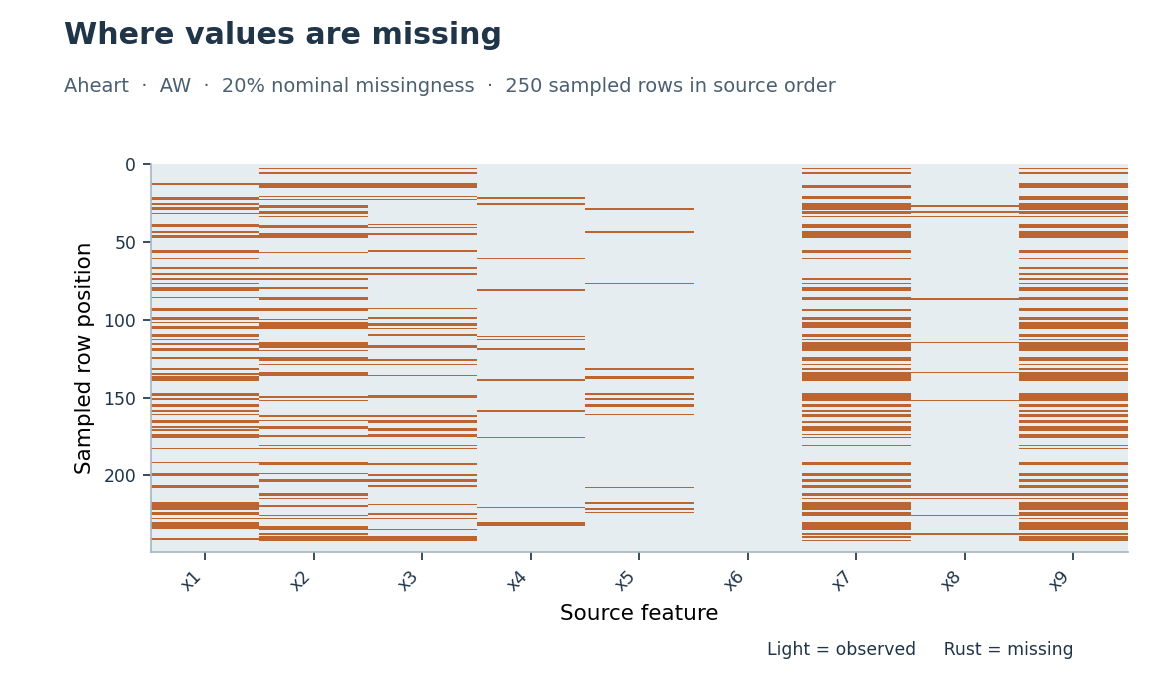 Where values are missing
Aheart · AW · 20% nominal missingness · 250 sampled rows in source order
0
50
100
150
200
Sampled row position
x1 x2 x3 x4 x5 x6 x7 x8 x9
Source feature
Light = observed Rust = missing